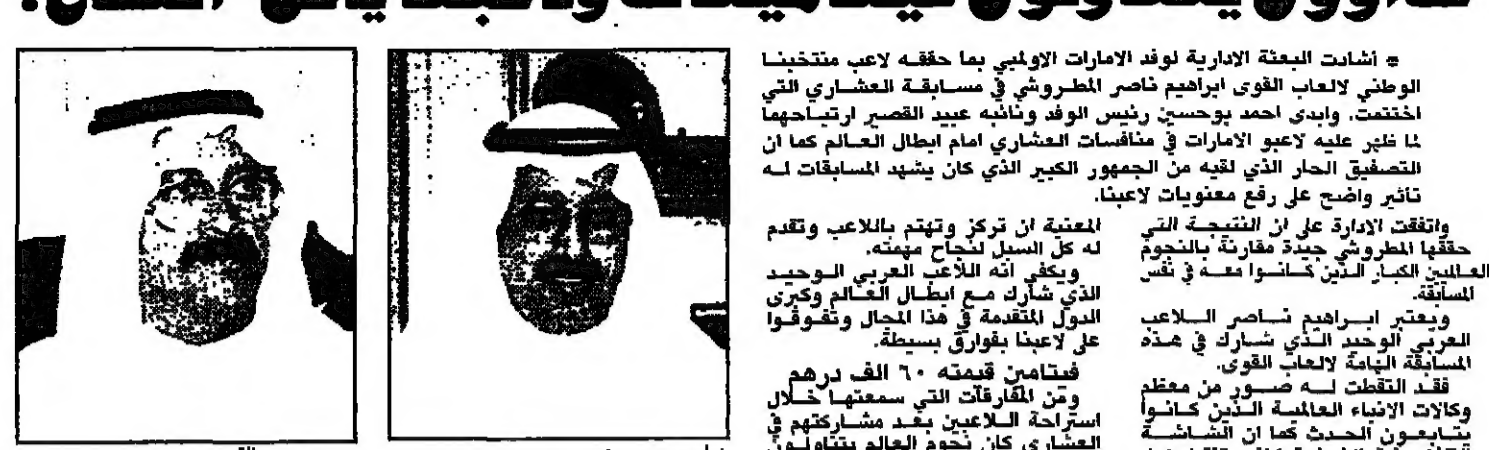 = أشادت البعثة الادارية لوفد الامارات الاولمبي بما حققه لاعب منتخبنا
الوطني لالعاب القوى ابراهيم ناصر المطروشي في مسابقة العشاري التي
اختتمت. وابدى احمد بوحسين رئيس الوفد ونائبه عبيد القصير ارتياحهما
لما ظهر عليه لاعبو الامارات في منافسات العشاري امام ابطال العالم كما ان
التصفيق الحار الذي لقيه من الجمهور الكبير الذي كان يشهد المسابقات له
تأثير واضح على رفع معنويات لاعبنا.
واتفقت الادارة على ان النتيجة التي
حققها المطروشي جيدة مقارنة بالنجوم
العالميين الكبار الذين كانوا معه في نفس
المسابقة.
ويعتبر ابراهيم ناصر اللاعب
العربي الوحيد الذي شارك في هذه
المسابقة الهامة لالعاب القوى.
فقد التقطت له صور من معظم
وكالات الانباء العالمية الذين كانوا
يتابعون الحدث كما ان الشاشة
المعنية ان تركز وتهتم باللاعب وتقدم
له كل السبل لنجاح مهمته.
ويكفي انه اللاعب العربي الوحيد
الذي شارك مع ابطال العالم وكبرى
الدول المتقدمة في هذا المجال وتفوقوا
على لاعبنا بفوارق بسيطة.
فيتامين قيمته ٦٠ الف درهم
ومن المفارقات التي سمعتها خلال
استراحة اللاعبين بعد مشاركتهم في
العشاري كان نجوم العالم يتناولون